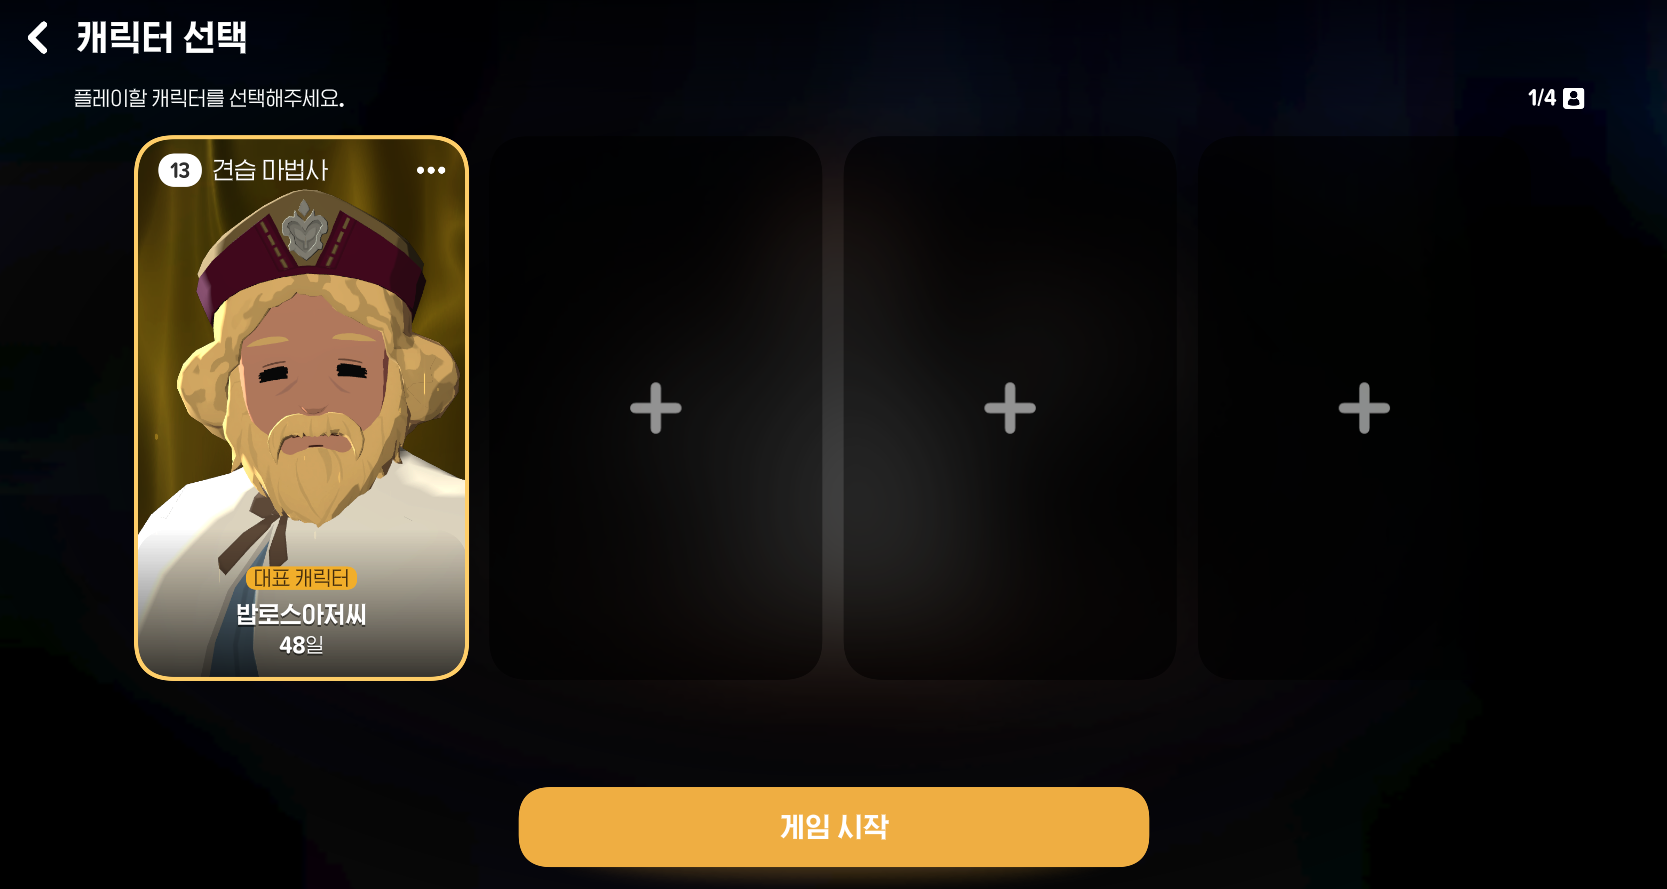 캐릭터 선택
플레이할 캐릭터를 선택해주세요.
1/4
13 견습 마법사
대표 캐릭터
밥로스아저씨
48일
게임 시작